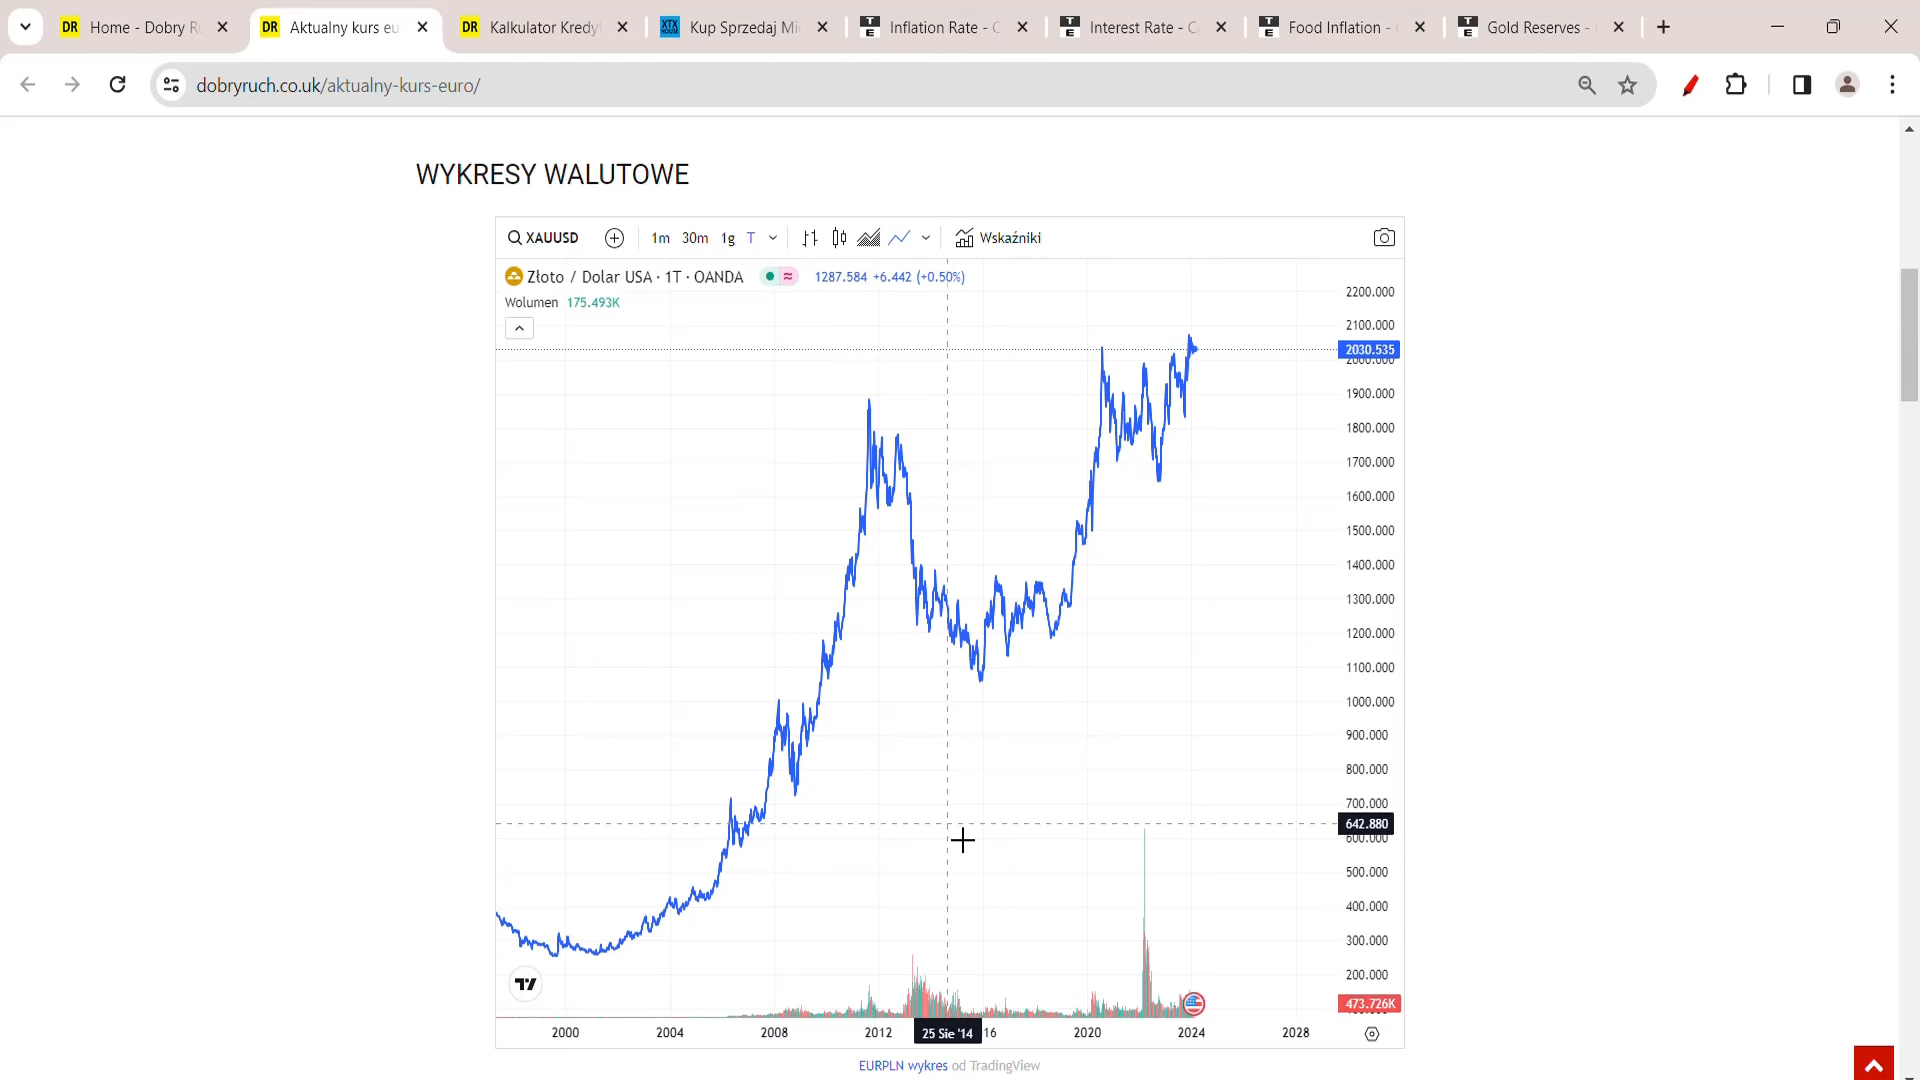 Home - Dobry R
Aktualny kurs eu
Kalkulator Kredy
Kup Sprzedaj Mi
Inflation Rate - C
Interest Rate - C
Food Inflation -
Gold Reserves -
dobryruch.co.uk/aktualny-kurs-euro/
WYKRESY WALUTOWE
XAUUSD
1m 30m 1g T
Wskaźniki
Złoto / Dolar USA · 1T · OANDA
1287.584 +6.442 (+0.50%)
Wolumen 175.493K
2200.000
2100.000
2030.535
2000.000
1900.000
1800.000
1700.000
1600.000
1500.000
1400.000
1300.000
1200.000
1100.000
1000.000
900.000
800.000
700.000
642.880
600.000
500.000
400.000
300.000
200.000
473.726K
2000 2004 2008 2012 25 Sie '14 16 2020 2024 2028
EURPLN wykres od TradingView